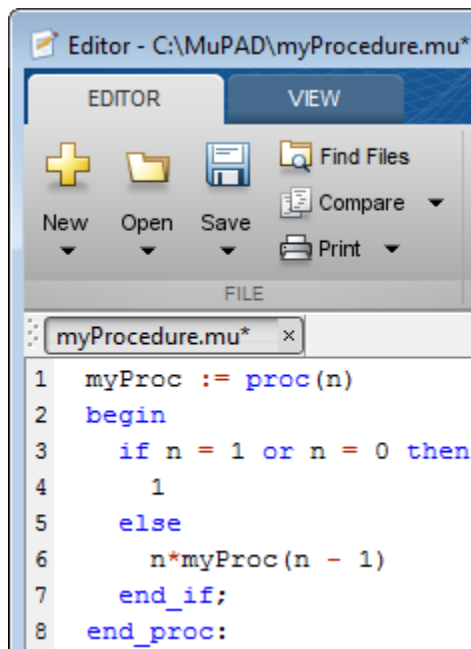 Editor - C:\MuPAD\myProcedure.mu*
EDITOR VIEW
New Open Save Find Files
Compare
Print
FILE
myProcedure.mu* ×
1 myProc := proc(n)
2 begin
3 if n = 1 or n = 0 then
4 1
5 else
6 n*myProc(n - 1)
7 end_if;
8 end_proc: